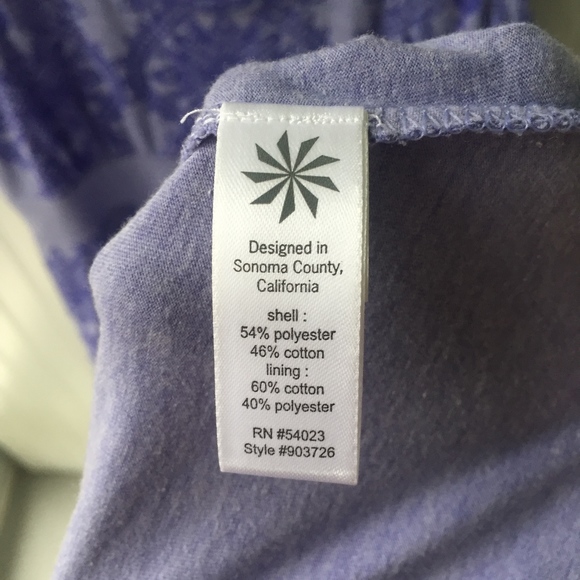 Designed in
Sonoma County,
California
shell :
54% polyester
46% cotton
lining :
60% cotton
40% polyester
RN #54023
Style #903726